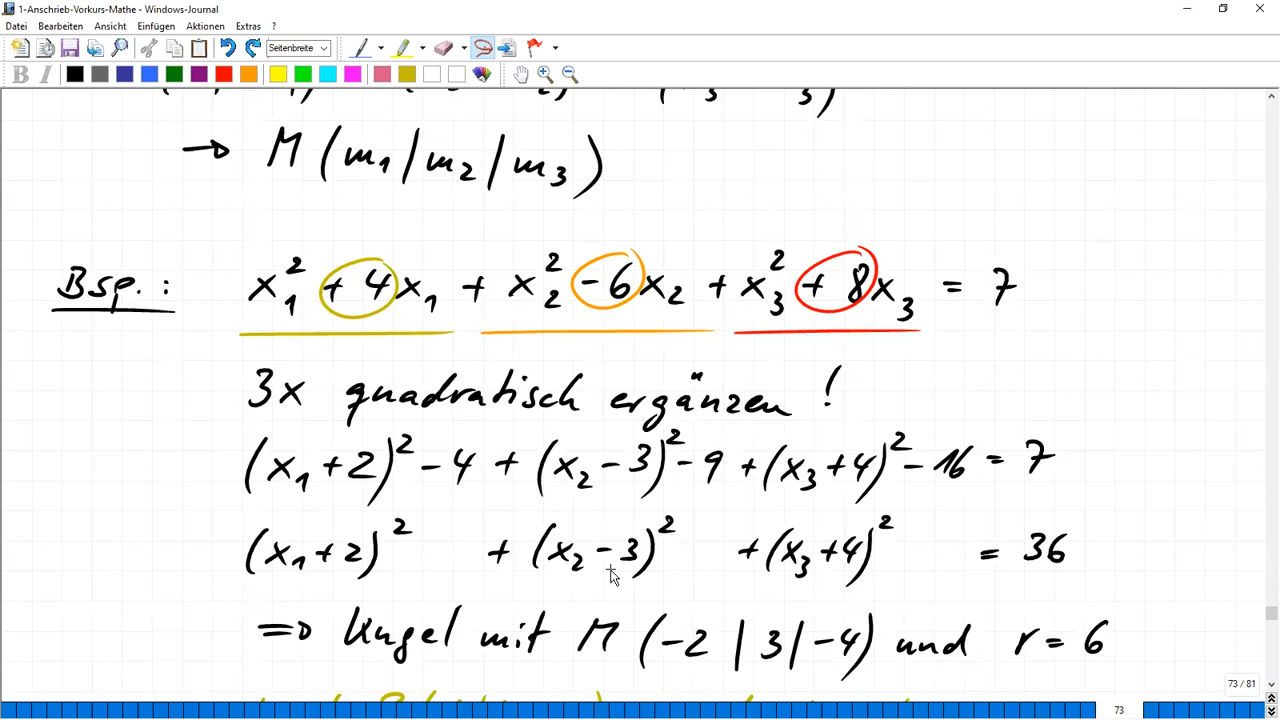 1-Anschrieb-Vorkurs-Mathe - Windows-Journal
Datei Bearbeiten Ansicht Einfügen Aktionen Extras ?
Seitenbreite
B I
→ M (m₁ | m₂ | m₃)
Bsp.: x₁² + 4x₁ + x₂² - 6x₂ + x₃² + 8x₃ = 7
3x quadratisch ergänzen !
(x₁ + 2)² - 4 + (x₂ - 3)² - 9 + (x₃ + 4)² - 16 = 7
(x₁ + 2)² + (x₂ - 3)² + (x₃ + 4)² = 36
=> Kugel mit M (-2 | 3 | -4) und r = 6
73 / 81
73